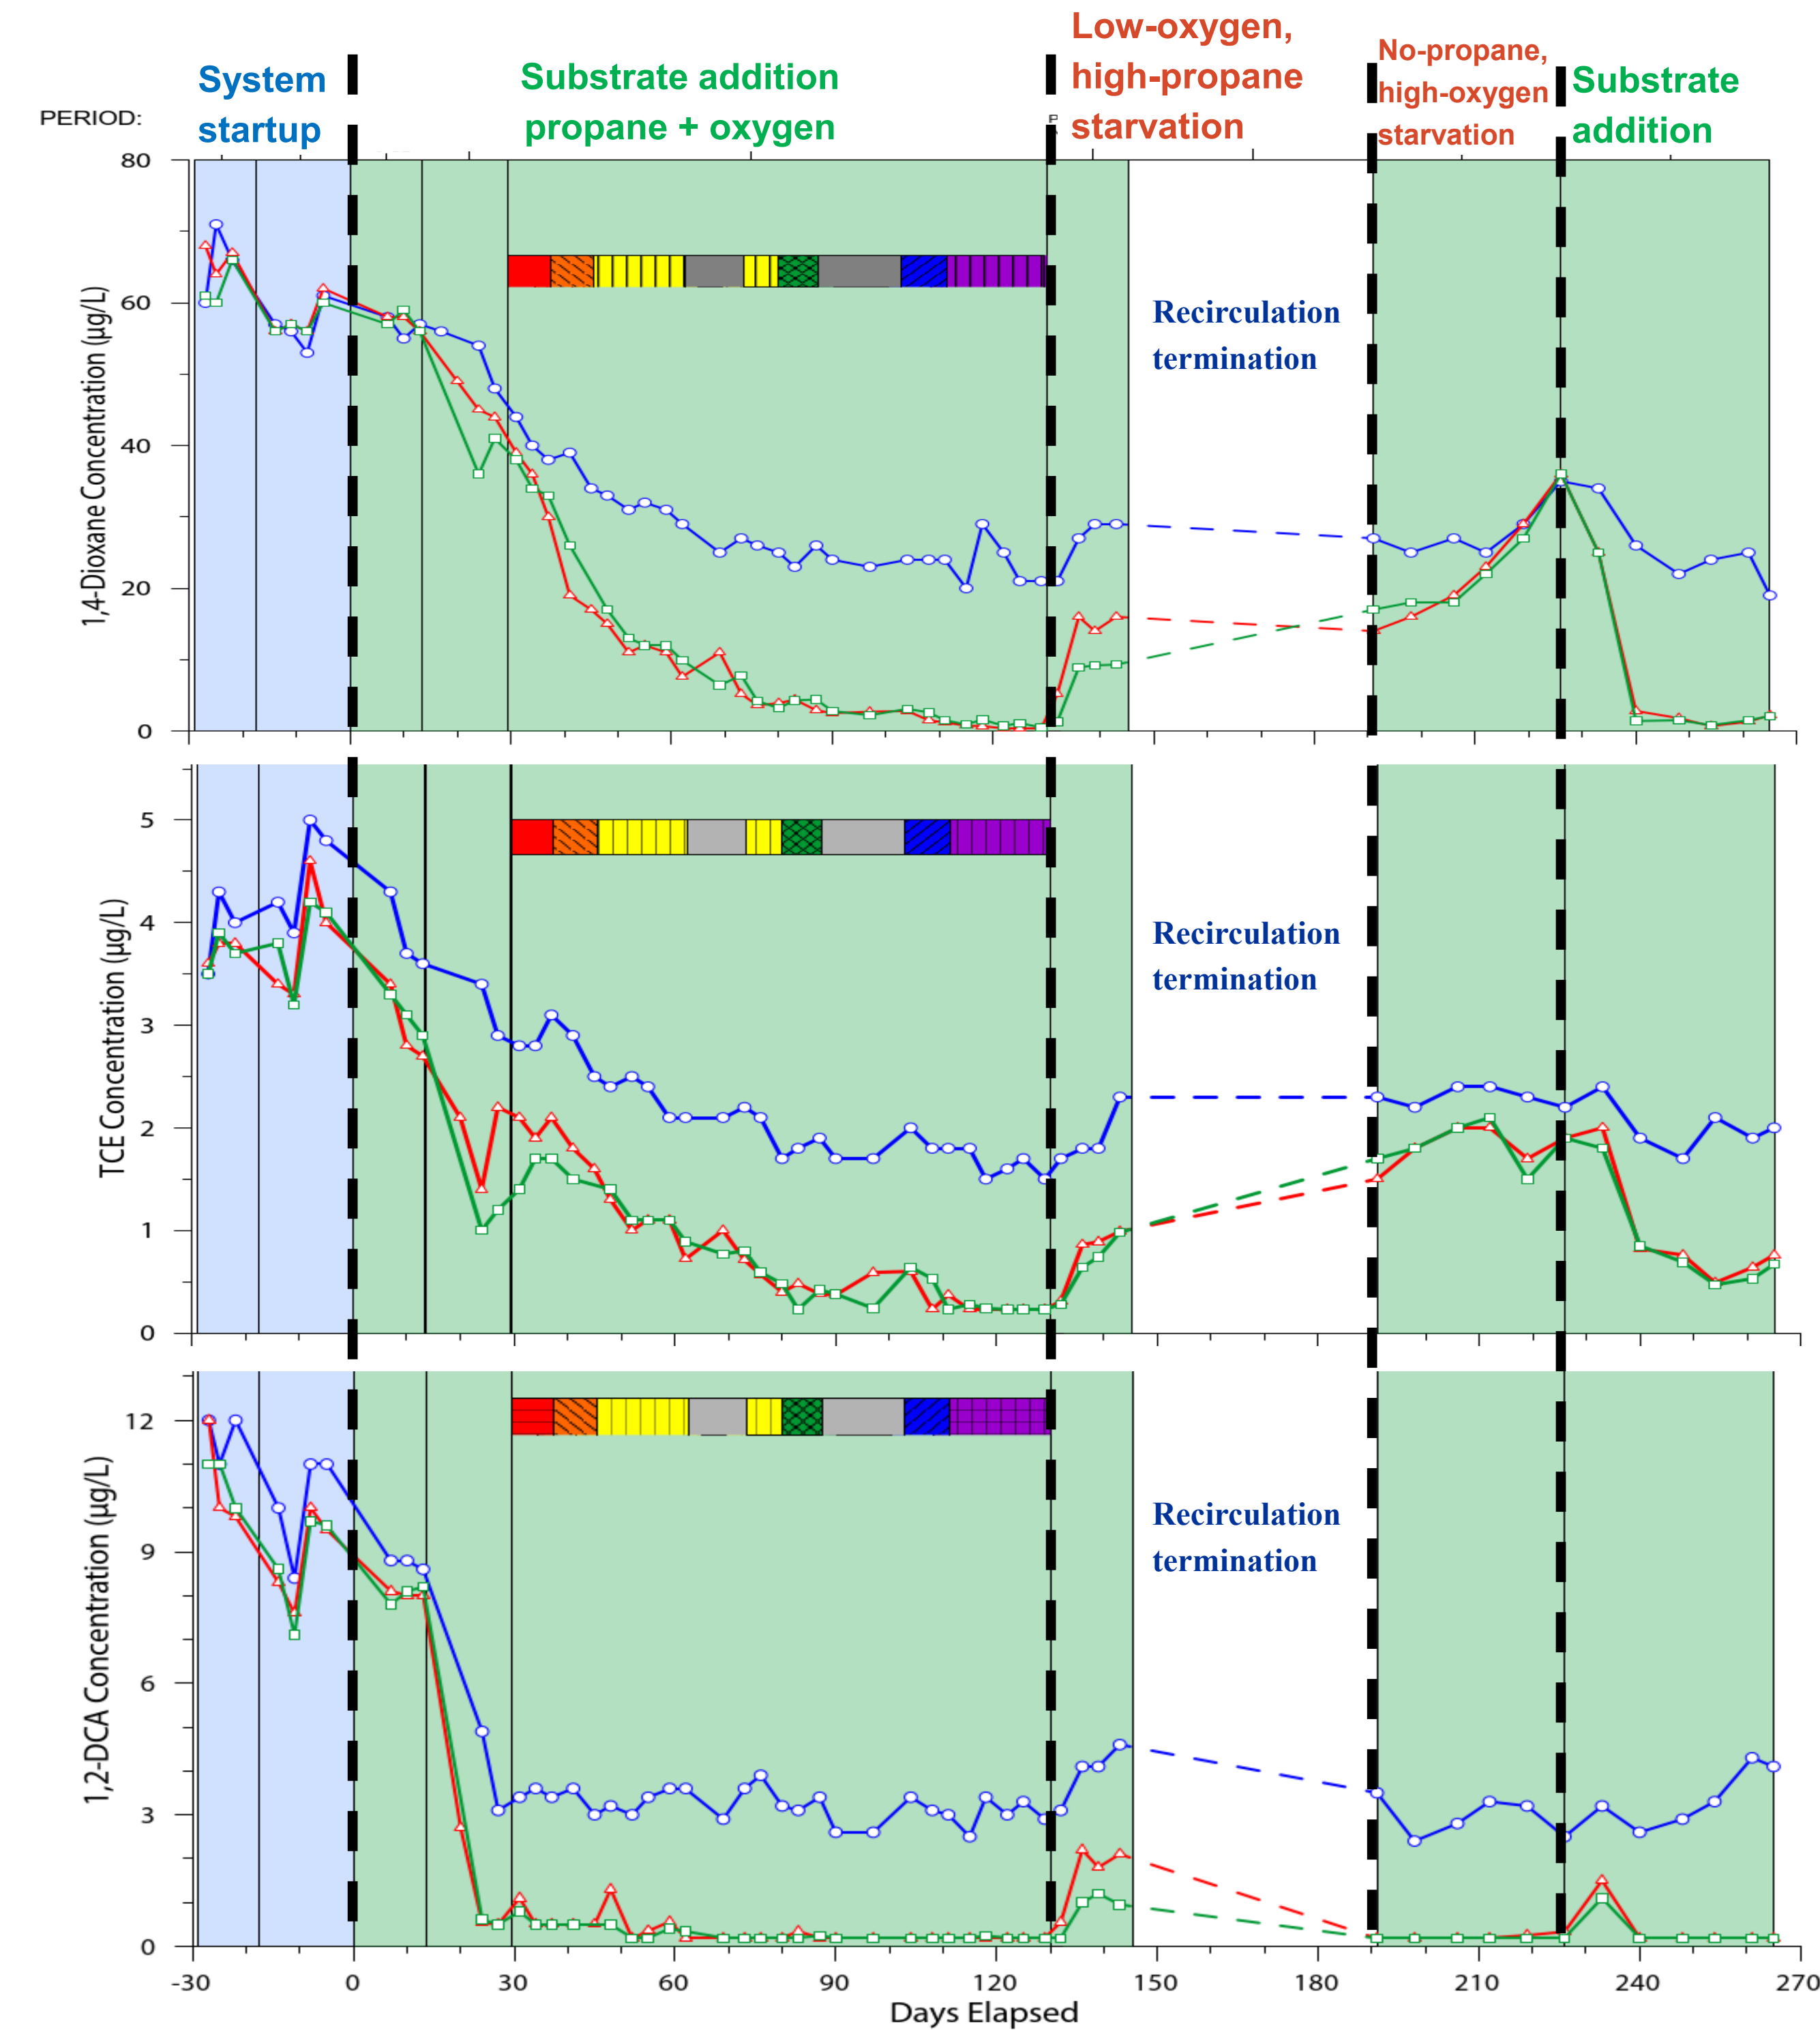 Low-oxygen,
high-propane
starvation
System
startup
Substrate addition
propane + oxygen
No-propane,
high-oxygen
starvation
Substrate
addition
PERIOD:
80
60
40
20
0
1,4-Dioxane Concentration (µg/L)
Recirculation
termination
5
4
3
2
1
0
TCE Concentration (µg/L)
Recirculation
termination
12
9
6
3
0
1,2-DCA Concentration (µg/L)
Recirculation
termination
-30 0 30 60 90 120 150 180 210 240 270
Days Elapsed